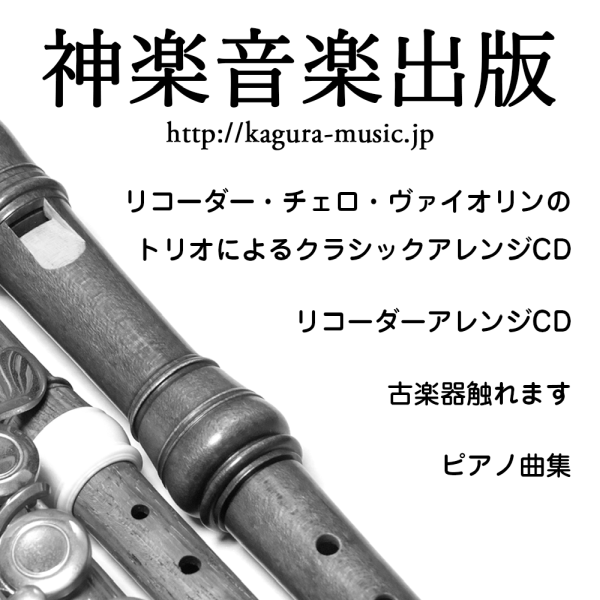 神楽音楽出版
http://kagura-music.jp
リコーダー・チェロ・ヴァイオリンの
トリオによるクラシックアレンジCD
リコーダーアレンジCD
古楽器触れます
ピアノ曲集